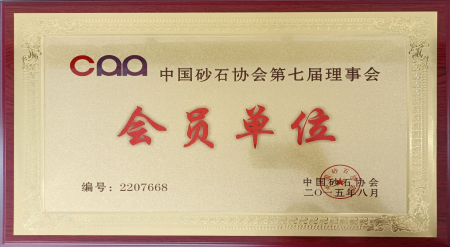 caa 中国砂石协会第七届理事会
会员单位
编号：2207668
中国砂石协会
二〇一五年八月